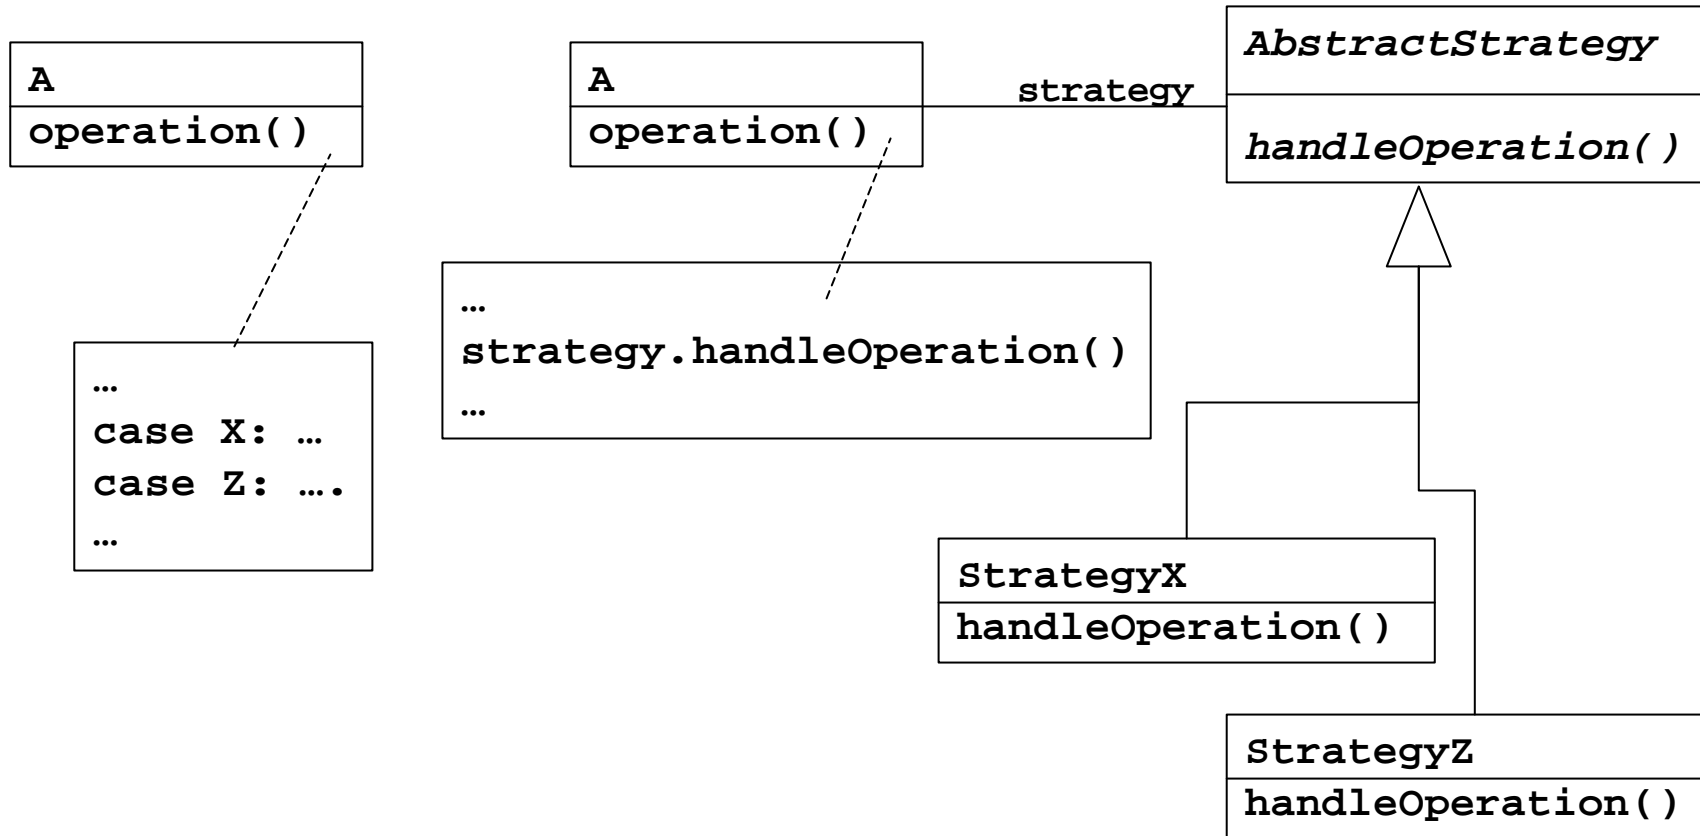 A
operation()
…
case X: …
case Z: ….
…
A
operation()
strategy
…
strategy.handleOperation()
…
AbstractStrategy
handleOperation()
StrategyX
handleOperation()
StrategyZ
handleOperation()